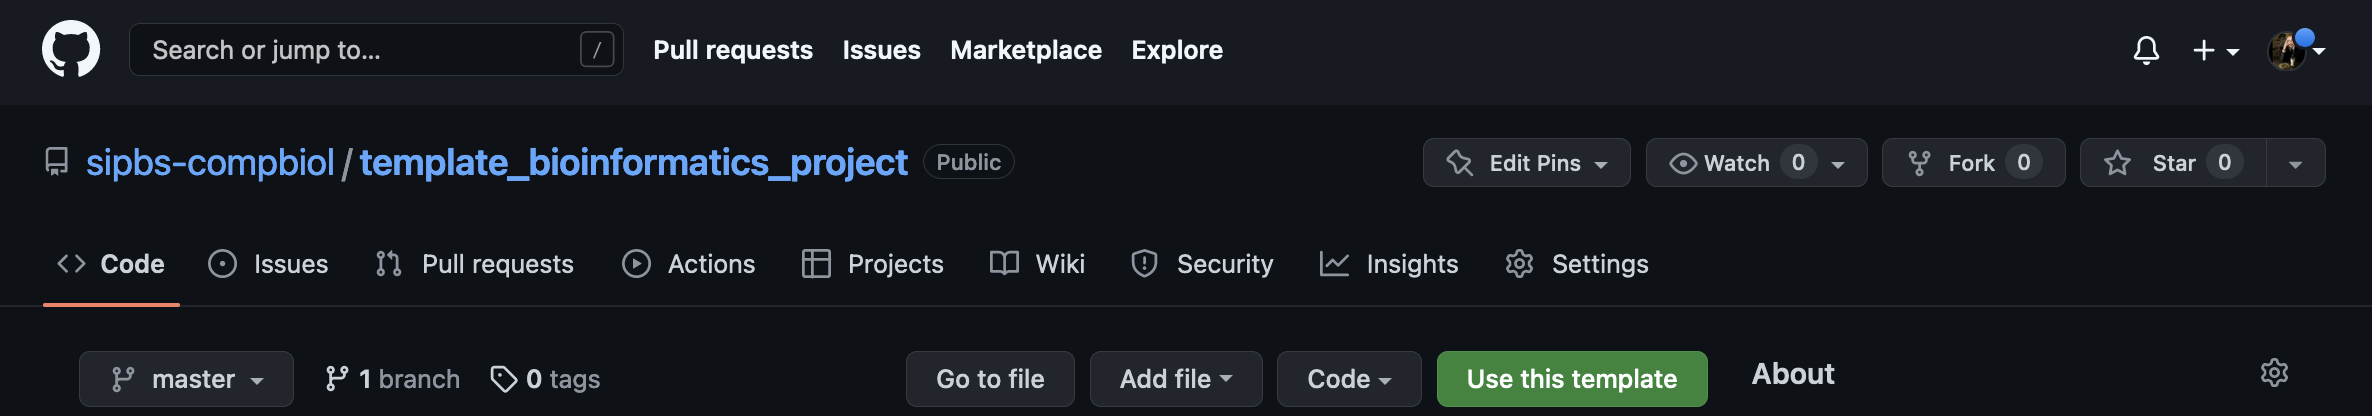 Search or jump to... / Pull requests Issues Marketplace Explore
sipbs-compbiol / template_bioinformatics_project Public Edit Pins Watch 0 Fork 0 Star 0
Code Issues Pull requests Actions Projects Wiki Security Insights Settings
master 1 branch 0 tags Go to file Add file Code Use this template About